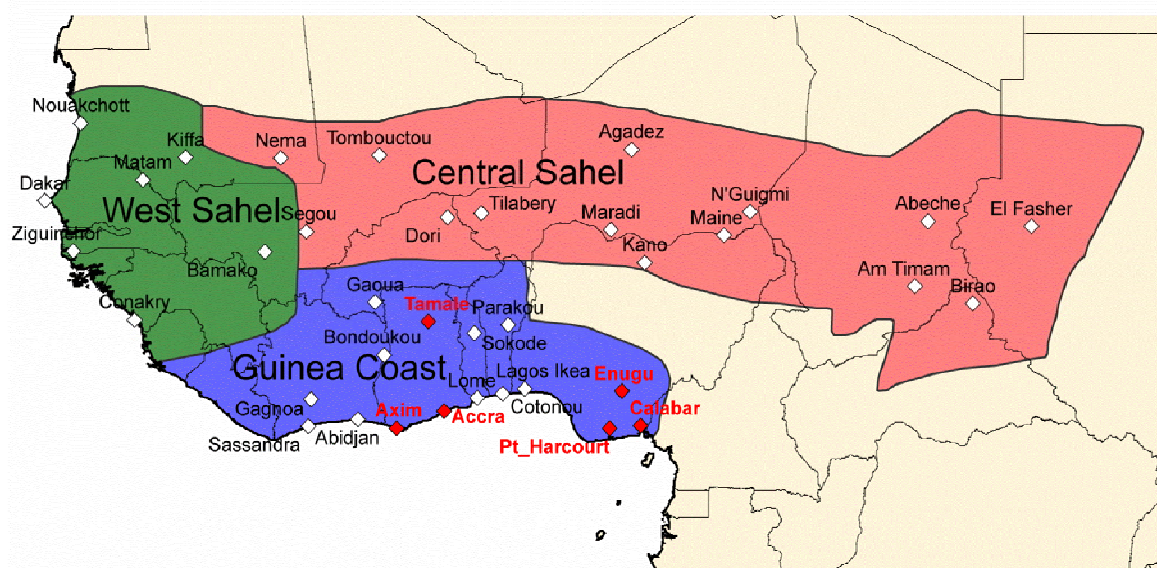 Nouakchott
Kiffa
Nema
Tombouctou
Agadez
Matam
Central Sahel
Dakar
West Sahel
Segou
Tilabery
Maradi
N'Guigmi
Maine
Abeche
El Fasher
Ziguinchor
Dori
Kano
Bamako
Am Timam
Birao
Conakry
Gaoua
Tamale
Parakou
Bondoukou
Sokode
Guinea Coast
Lome
Lagos Ikea
Enugu
Gagnoa
Axim
Accra
Cotonou
Calabar
Sassandra
Abidjan
Pt_Harcourt